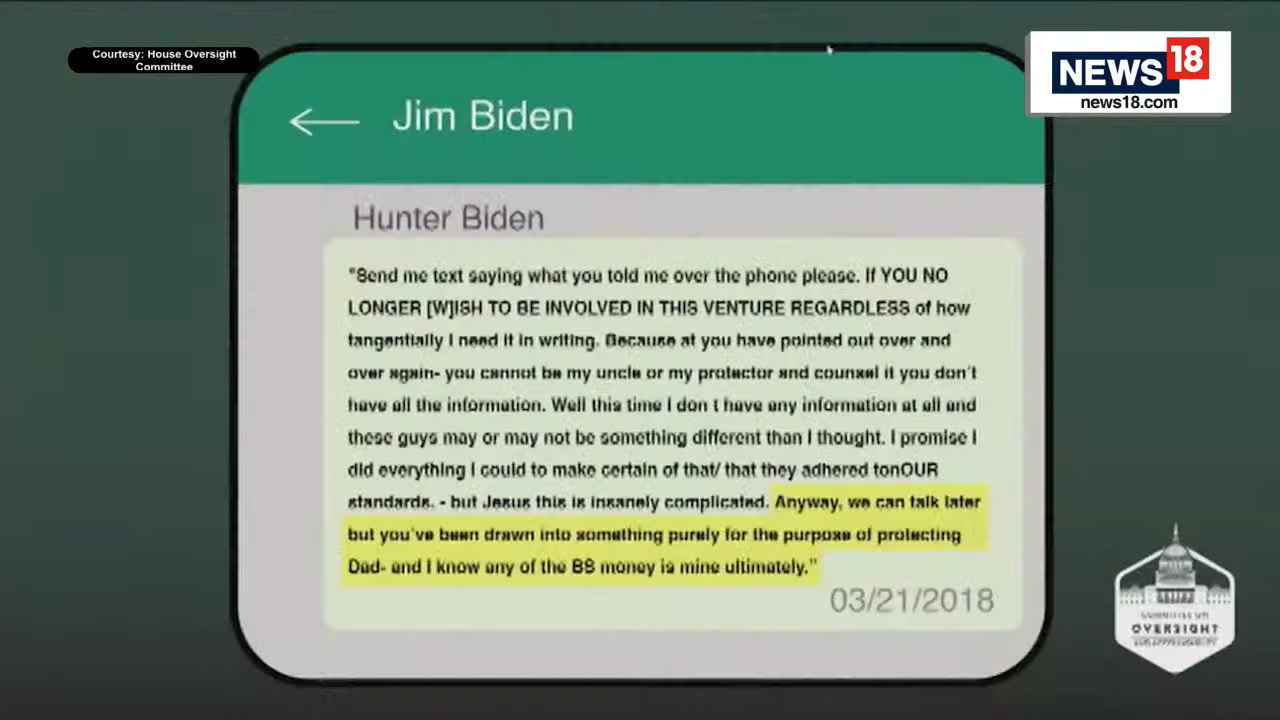 Courtesy: House Oversight
Committee
NEWS 18
news18.com
Jim Biden
Hunter Biden
"Send me text saying what you told me over the phone please. If YOU NO
LONGER [W]ISH TO BE INVOLVED IN THIS VENTURE REGARDLESS of how
tangentially I need it in writing. Because at you have pointed out over and
over again- you cannot be my uncle or my protector and counsel if you don't
have all the information. Well this time I don t have any information at all and
these guys may or may not be something different than I thought. I promise I
did everything I could to make certain of that/ that they adhered tonOUR
standards. - but Jesus this is insanely complicated. Anyway, we can talk later
but you've been drawn into something purely for the purpose of protecting
Dad- and I know any of the BS money is mine ultimately."
03/21/2018
COMMITTEE ON
OVERSIGHT
AND ACCOUNTABILITY